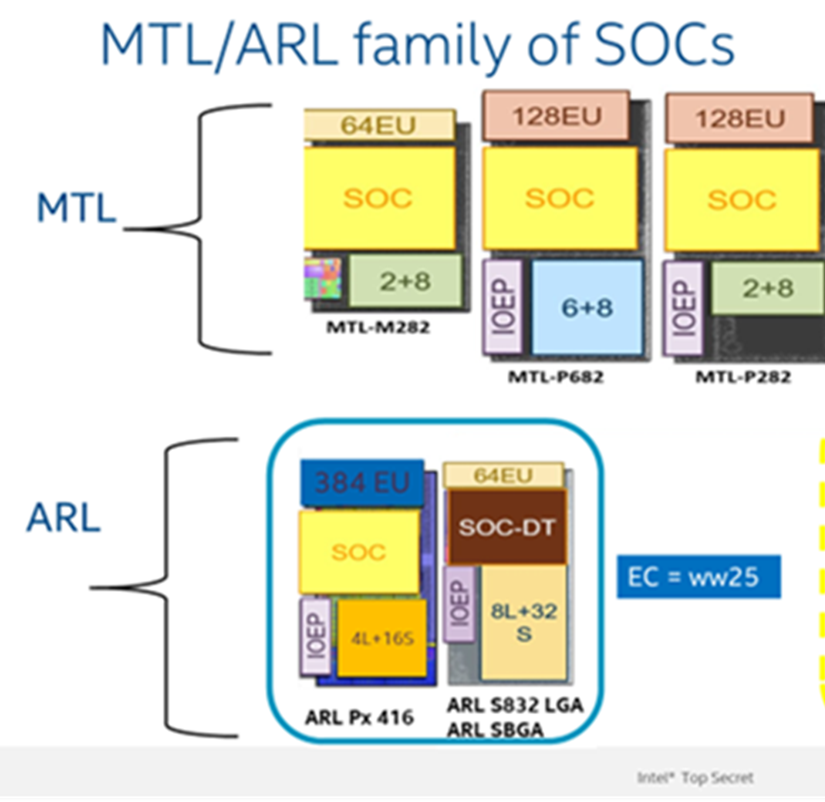 MTL/ARL family of SOCs
MTL
64EU
SOC
2+8
MTL-M282
128EU
SOC
IOEP
6+8
MTL-P682
128EU
SOC
IOEP
2+8
MTL-P282
ARL
384 EU
SOC
IOEP
4L+16S
ARL Px 416
64EU
SOC-DT
IOEP
8L+32
S
ARL S832 LGA
ARL SBGA
EC = ww25
Intel® Top Secret